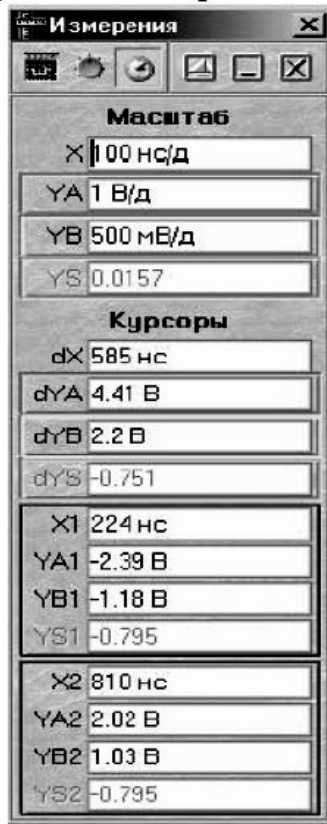 Измерения
Масштаб
X 100 нс/д
YA 1 В/д
YB 500 мВ/д
YS 0.0157
Курсоры
dX 585 нс
dYA 4.41 В
dYB 2.2 В
dYS -0.751
X1 224 нс
YA1 -2.39 В
YB1 -1.18 В
YS1 -0.795
X2 810 нс
YA2 2.02 В
YB2 1.03 В
YS2 -0.795